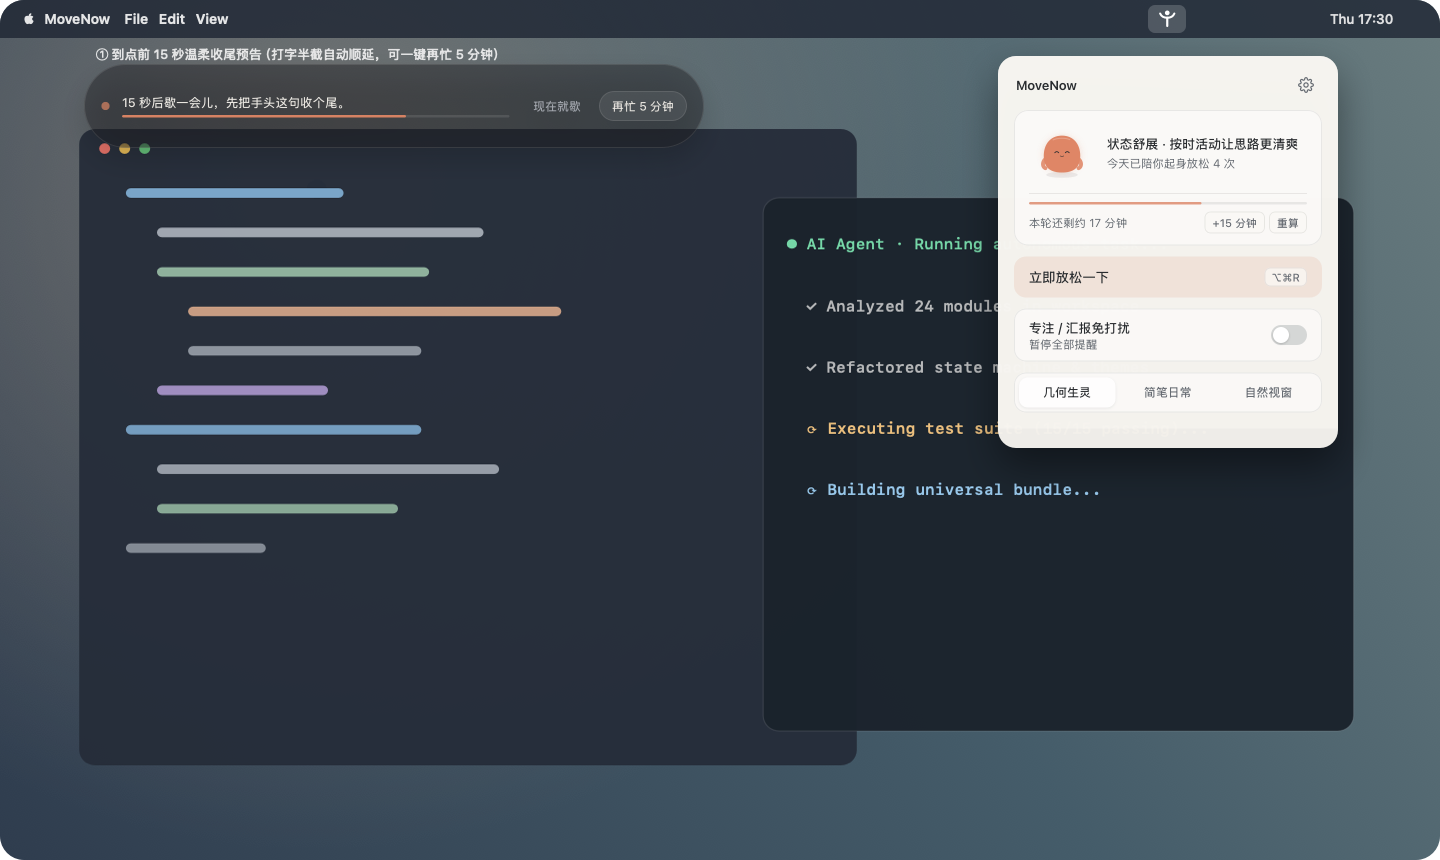 MoveNow File Edit View
Thu 17:30
① 到点前 15 秒温柔收尾预告 (打字半截自动顺延，可一键再忙 5 分钟)
15 秒后歇一会儿，先把手头这句收个尾。
现在就歇
再忙 5 分钟
AI Agent · Running
✓ Analyzed 24 module
✓ Refactored state
⟳ Executing test
⟳ Building universal bundle...
MoveNow
状态舒展 · 按时活动让思路更清爽
今天已陪你起身放松 4 次
本轮还剩约 17 分钟
+15 分钟
重算
立即放松一下
⌥⌘R
专注 / 汇报免打扰
暂停全部提醒
几何生灵
简笔日常
自然视窗